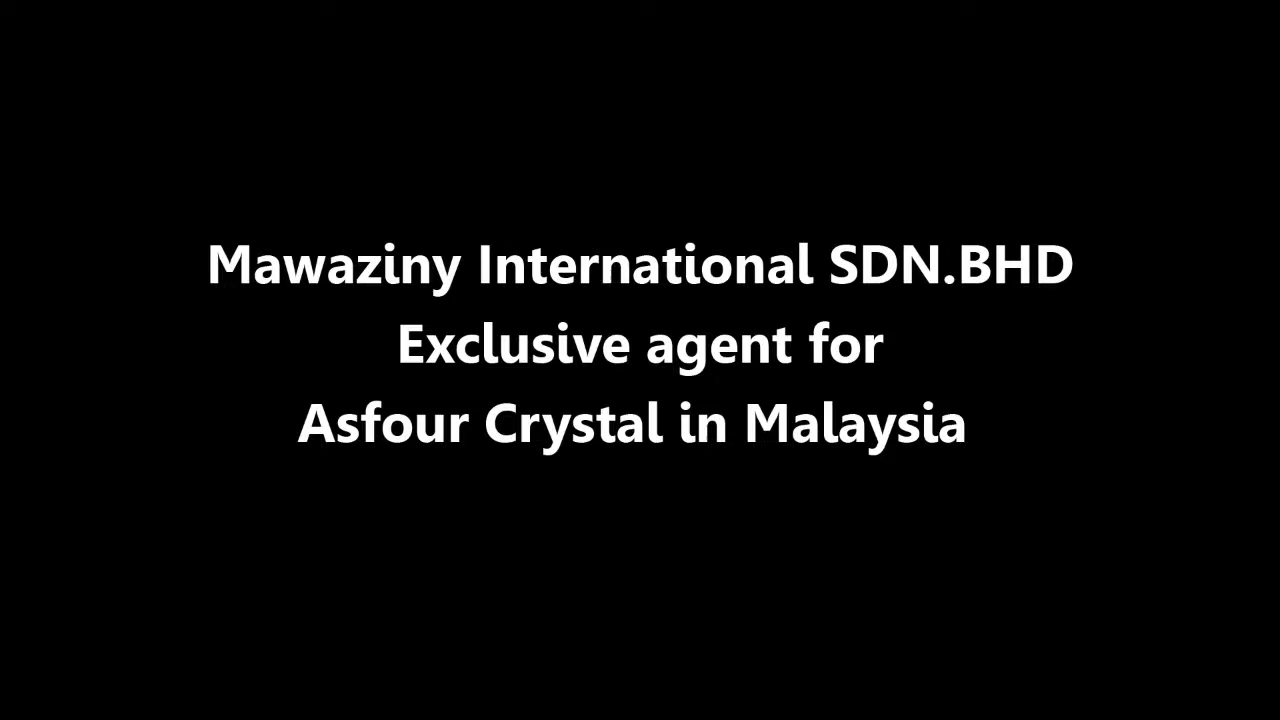 Mawaziny International SDN.BHD
Exclusive agent for
Asfour Crystal in Malaysia